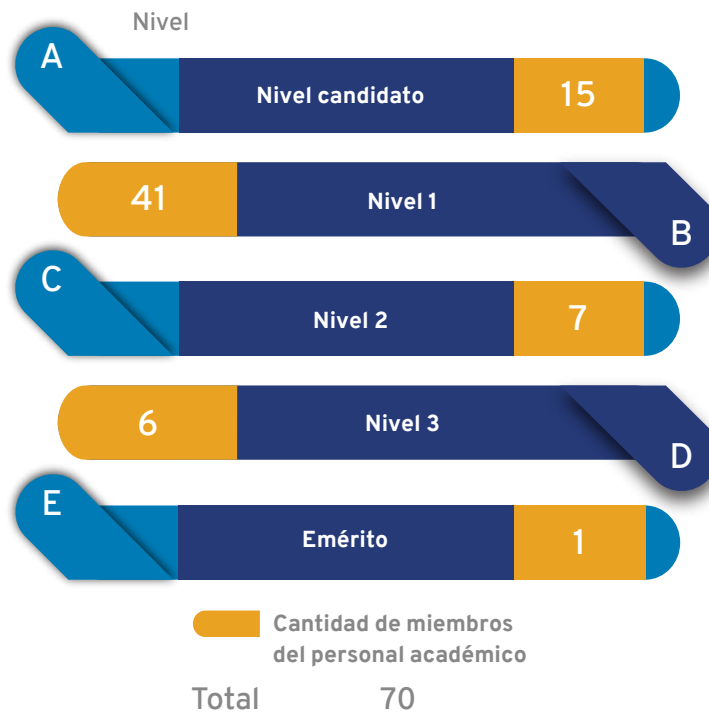 Nivel
A
Nivel candidato
15
41
Nivel 1
B
C
Nivel 2
7
6
Nivel 3
D
E
Emérito
1
Cantidad de miembros
del personal académico
Total 70